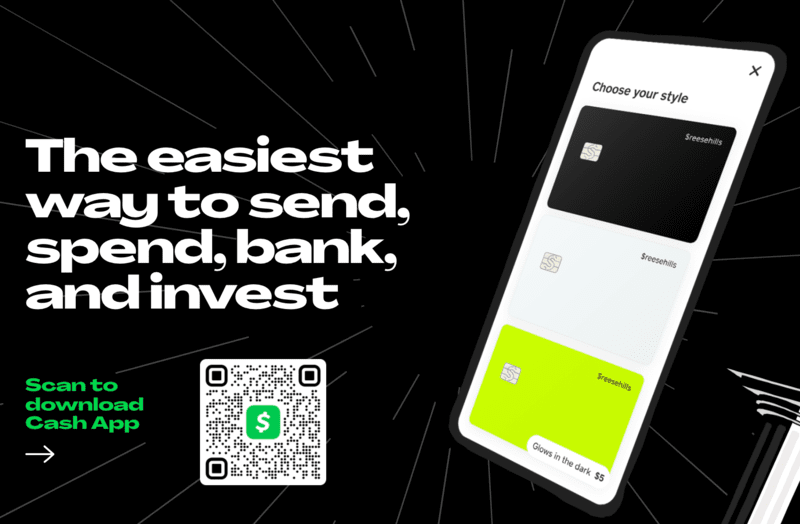 The easiest
way to send,
spend, bank,
and invest
Scan to
download
Cash App
Choose your style
$reesehills
$reesehills
$reesehills
Glows in the dark $5